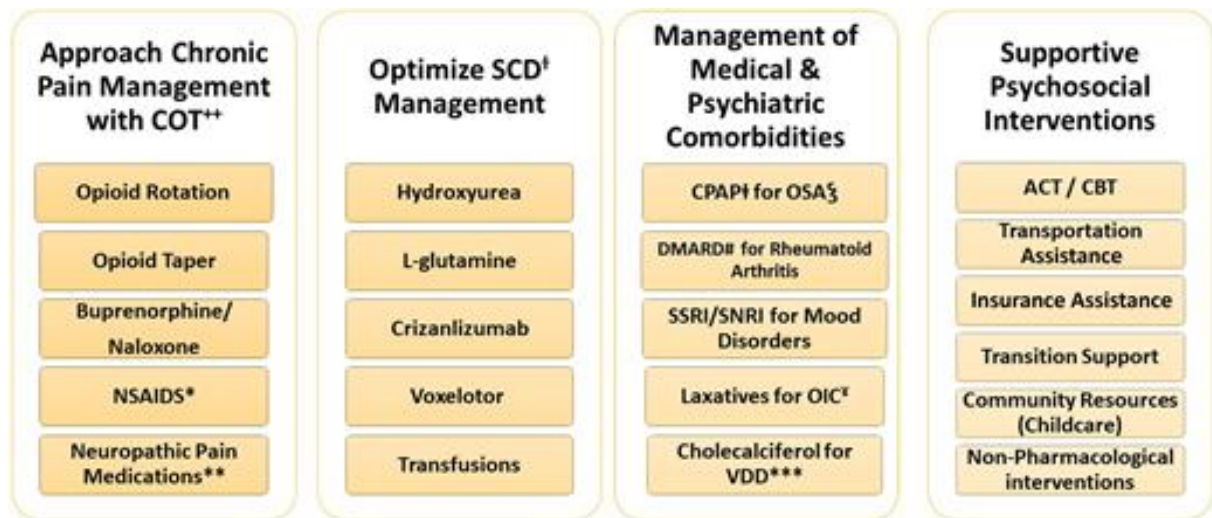 Approach Chronic
Pain Management
with COT⁺⁺
Opioid Rotation
Opioid Taper
Buprenorphine/
Naloxone
NSAIDS*
Neuropathic Pain
Medications**
Optimize SCDƗ
Management
Hydroxyurea
L-glutamine
Crizanlizumab
Voxelotor
Transfusions
Management of
Medical &
Psychiatric
Comorbidities
CPAPƗ for OSA§
DMARD# for Rheumatoid
Arthritis
SSRI/SNRI for Mood
Disorders
Laxatives for OIC¥
Cholecalciferol for
VDD***
Supportive
Psychosocial
Interventions
ACT / CBT
Transportation
Assistance
Insurance Assistance
Transition Support
Community Resources
(Childcare)
Non-Pharmacological
interventions